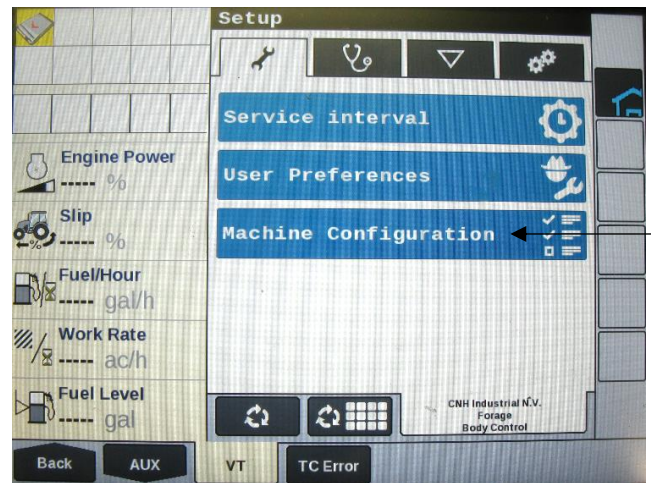 Setup
Service interval
User Preferences
Machine Configuration
Engine Power
----- %
Slip
----- %
Fuel/Hour
----- gal/h
Work Rate
----- ac/h
Fuel Level
----- gal
CNH Industrial N.V.
Forage
Body Control
Back
AUX
VT
TC Error